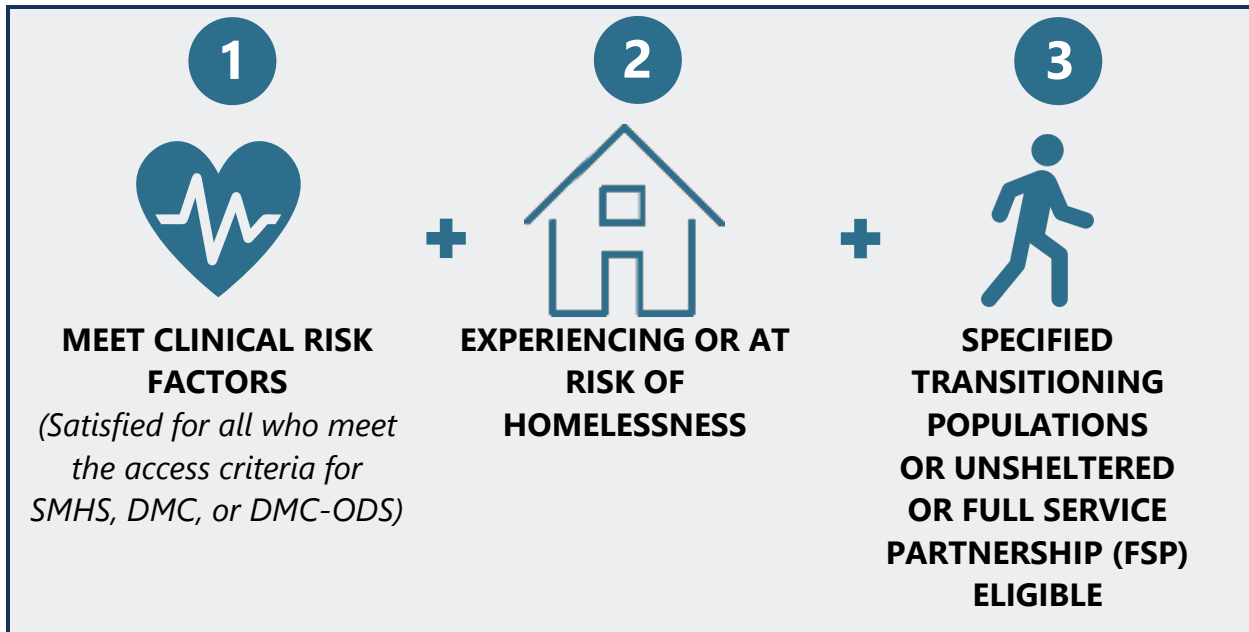 1
2
3
+
+
MEET CLINICAL RISK
FACTORS
(Satisfied for all who meet
the access criteria for
SMHS, DMC, or DMC-ODS)
EXPERIENCING OR AT
RISK OF
HOMELESSNESS
SPECIFIED
TRANSITIONING
POPULATIONS
OR UNSHELTERED
OR FULL SERVICE
PARTNERSHIP (FSP)
ELIGIBLE